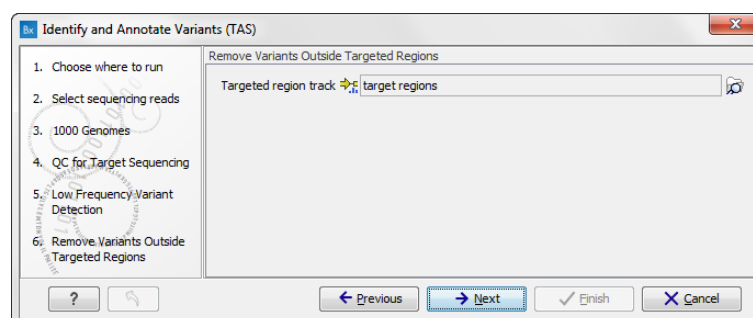 Bx Identify and Annotate Variants (TAS)
Remove Variants Outside Targeted Regions
1. Choose where to run
2. Select sequencing reads
3. 1000 Genomes
4. QC for Target Sequencing
5. Low Frequency Variant
Detection
6. Remove Variants Outside
Targeted Regions
Targeted region track target regions
? Previous Next Finish Cancel